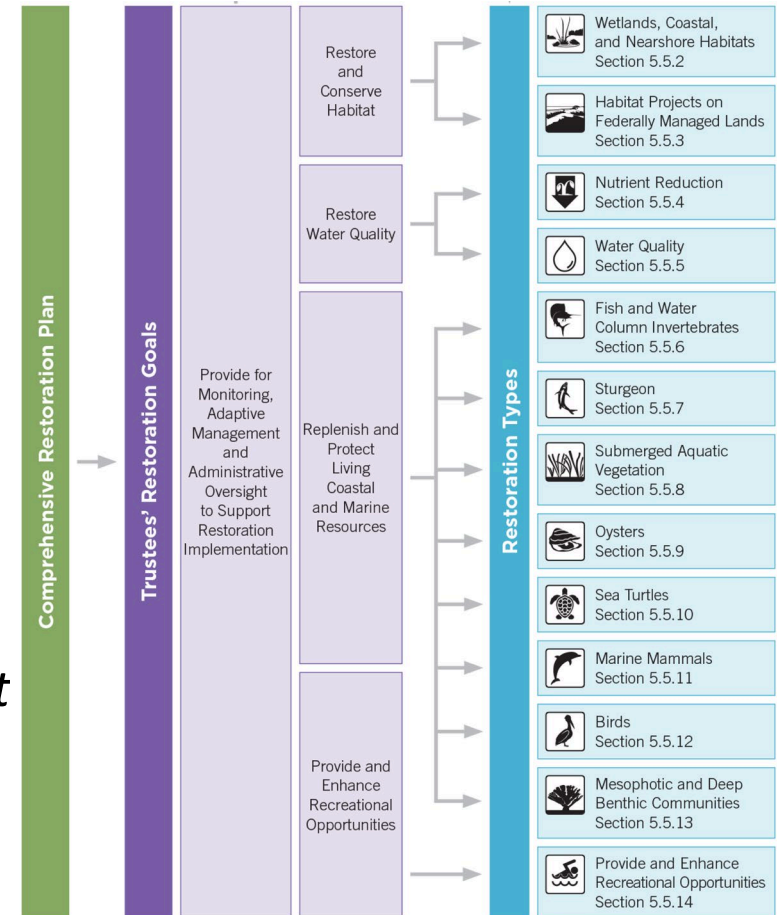 Comprehensive Restoration Plan
Trustees' Restoration Goals
Provide for
Monitoring,
Adaptive
Management
and
Administrative
Oversight
to Support
Restoration
Implementation
Restore
and
Conserve
Habitat
Restore
Water Quality
Replenish and
Protect
Living
Coastal
and Marine
Resources
Provide and
Enhance
Recreational
Opportunities
Restoration Types
Wetlands, Coastal,
and Nearshore Habitats
Section 5.5.2
Habitat Projects on
Federally Managed Lands
Section 5.5.3
Nutrient Reduction
Section 5.5.4
Water Quality
Section 5.5.5
Fish and Water
Column Invertebrates
Section 5.5.6
Sturgeon
Section 5.5.7
Submerged Aquatic
Vegetation
Section 5.5.8
Oysters
Section 5.5.9
Sea Turtles
Section 5.5.10
Marine Mammals
Section 5.5.11
Birds
Section 5.5.12
Mesophotic and Deep
Benthic Communities
Section 5.5.13
Provide and Enhance
Recreational Opportunities
Section 5.5.14
t